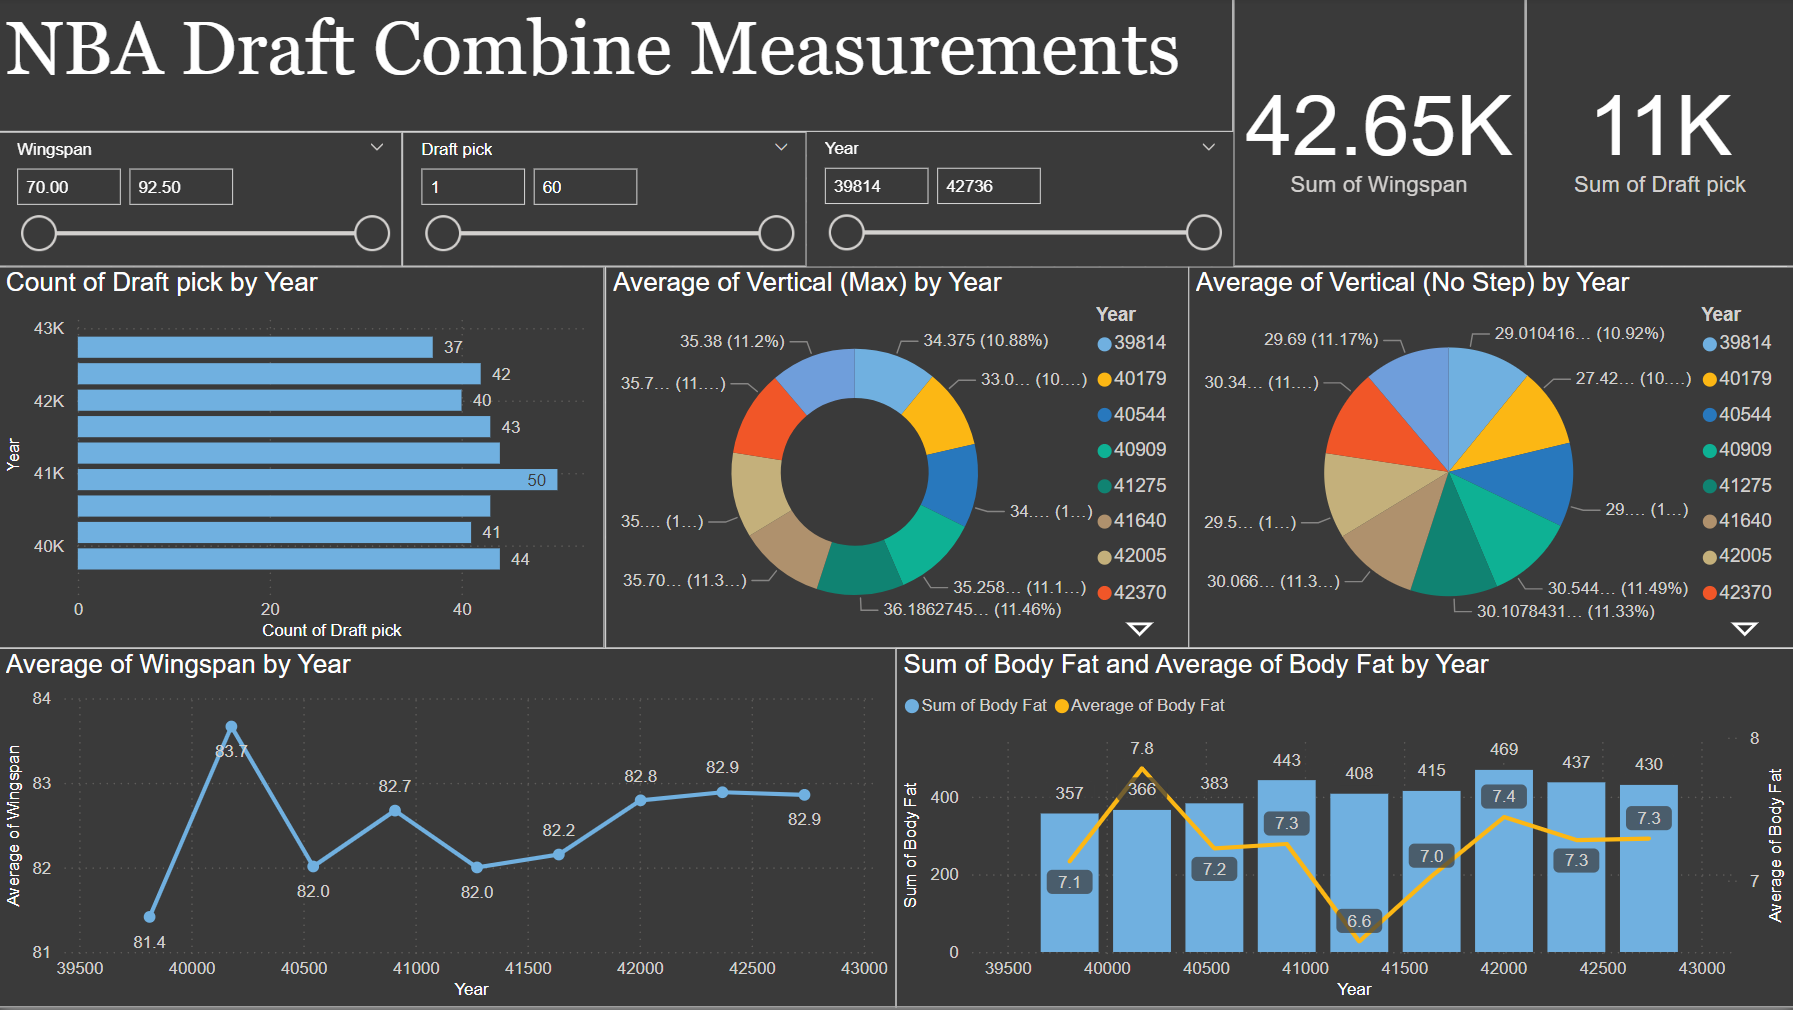 NBA Draft Combine Measurements
42.65K
Sum of Wingspan
11K
Sum of Draft pick
Wingspan
70.00 92.50
Draft pick
1 60
Year
39814 42736
Count of Draft pick by Year
Year
43K
42K
41K
40K
37
42
40
43
50
41
44
0 20 40
Count of Draft pick
Average of Vertical (Max) by Year
35.38 (11.2%)
34.375 (10.88%)
35.7... (11....)
33.0... (10....)
35.... (1...)
34.... (1...)
35.70... (11.3...)
35.258... (11.1...)
36.1862745... (11.46%)
Year
39814
40179
40544
40909
41275
41640
42005
42370
Average of Vertical (No Step) by Year
29.69 (11.17%)
29.010416... (10.92%)
30.34... (11....)
27.42... (10....)
29.5... (1...)
29.... (1...)
30.066... (11.3...)
30.544... (11.49%)
30.1078431... (11.33%)
Year
39814
40179
40544
40909
41275
41640
42005
42370
Average of Wingspan by Year
Average of Wingspan
84
83
82
81
81.4
83.7
82.0
82.7
82.0
82.2
82.8
82.9
82.9
39500 40000 40500 41000 41500 42000 42500 43000
Year
Sum of Body Fat and Average of Body Fat by Year
Sum of Body Fat Average of Body Fat
Sum of Body Fat
400
200
0
357 366 383 443 408 415 469 437 430
7.1 7.8 7.2 7.3 6.6 7.0 7.4 7.3 7.3
8
7
Average of Body Fat
39500 40000 40500 41000 41500 42000 42500 43000
Year